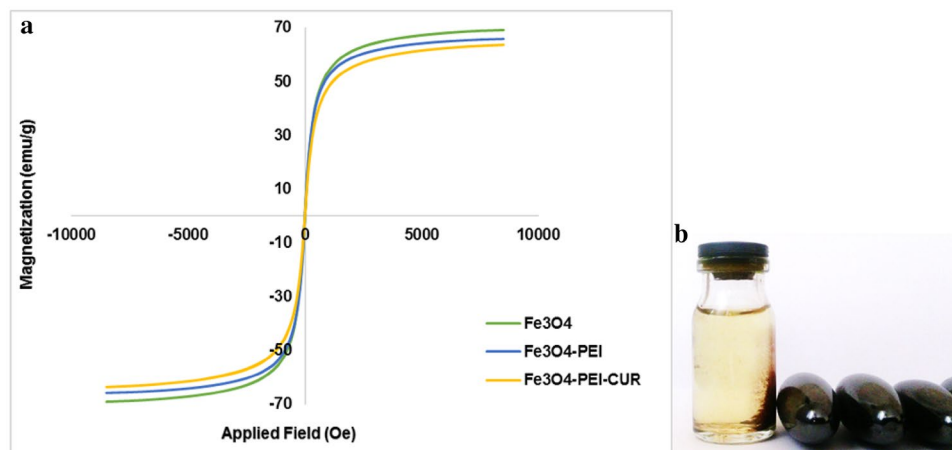 a
70
50
30
10
-10000
-5000
0
5000
10000
-10
-30
-50
-70
Magnetization (emu/g)
Applied Field (Oe)
Fe3O4
Fe3O4-PEI
Fe3O4-PEI-CUR
b